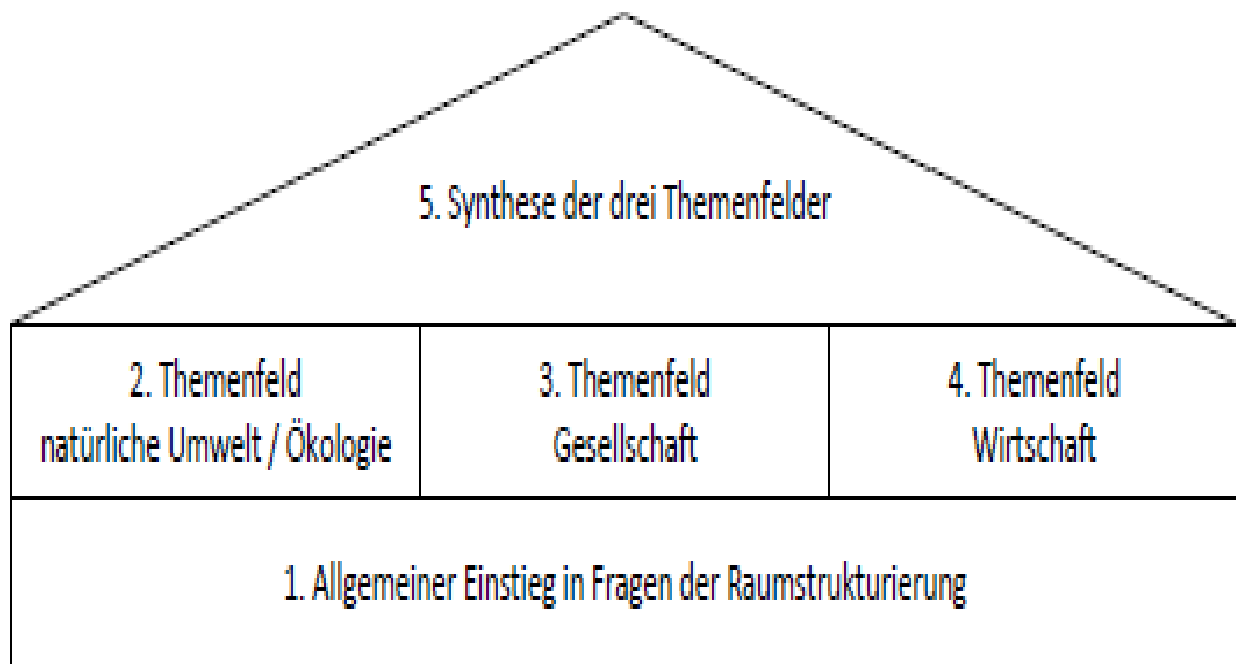 5. Synthese der drei Themenfelder
2. Themenfeld
natürliche Umwelt / Ökologie
3. Themenfeld
Gesellschaft
4. Themenfeld
Wirtschaft
1. Allgemeiner Einstieg in Fragen der Raumstrukturierung